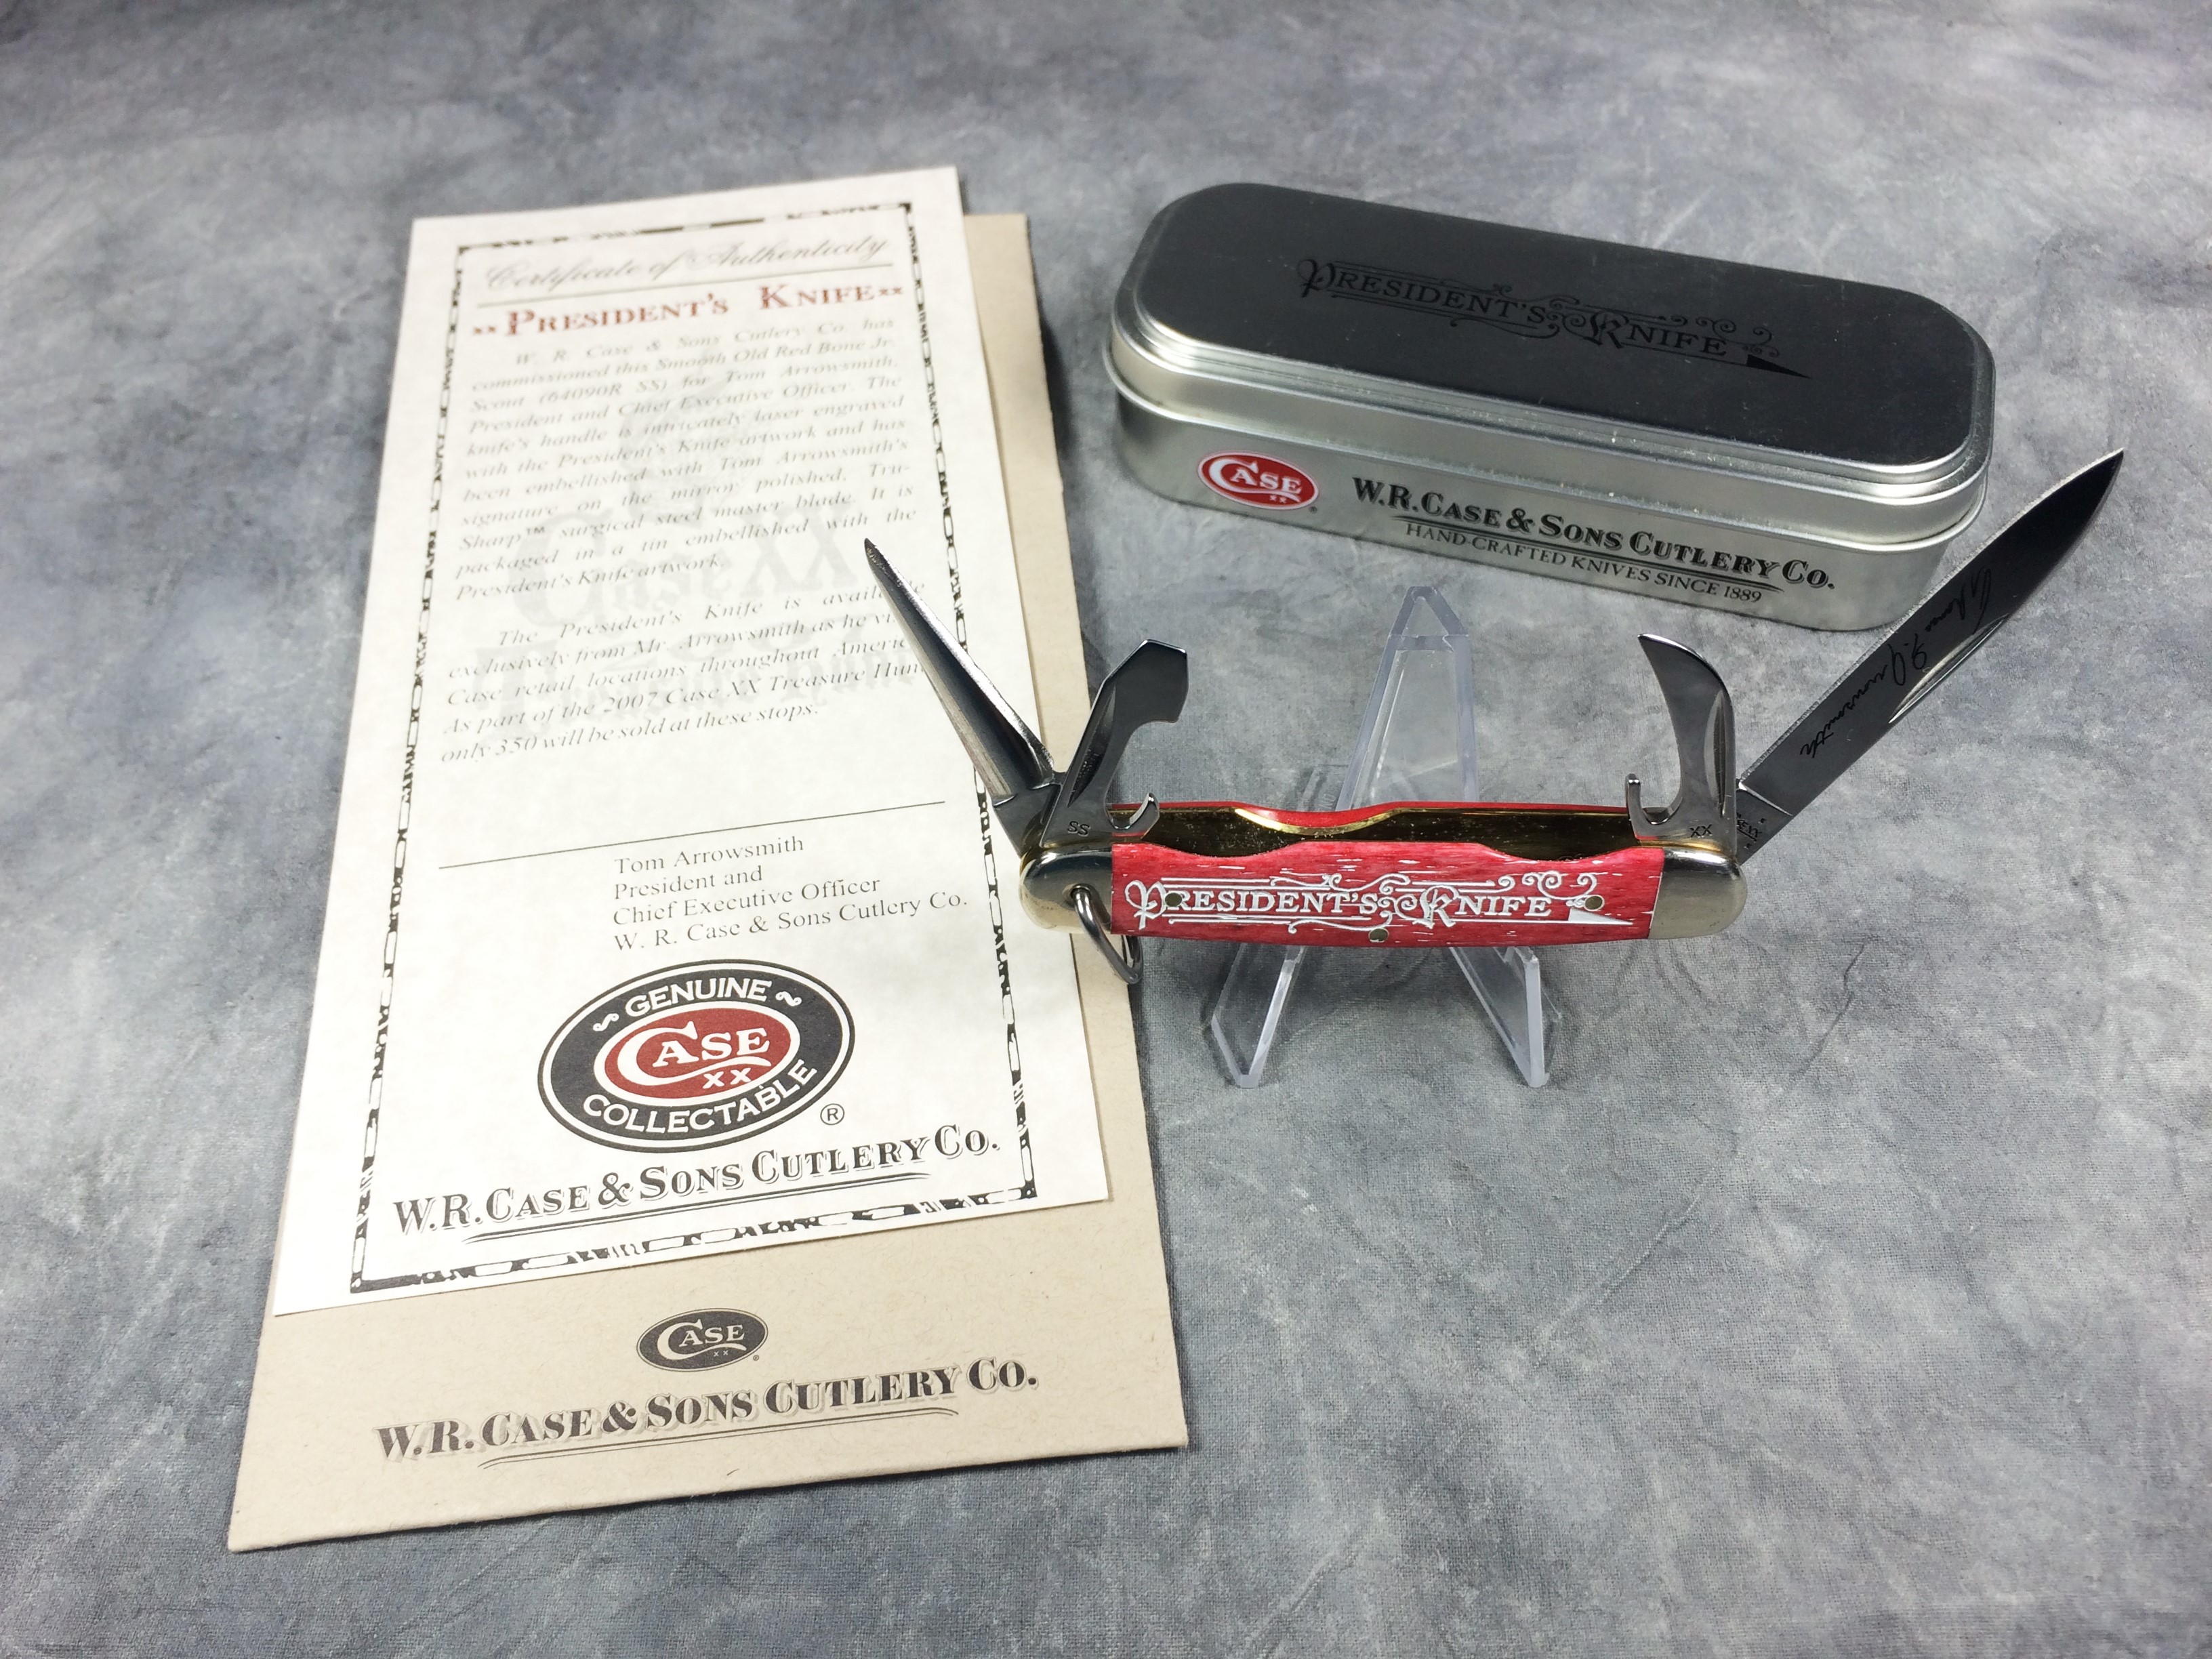 Certificate of Authenticity
PRESIDENT'S KNIFE
W. R. Case & Sons Cutlery Co. has
commissioned this Smooth Old Red Bone Jr.
Scout (64090R SS) for Tom Arrowsmith,
President and Chief Executive Officer. The
knife's handle is intricately laser engraved
with the President's Knife artwork and has
been embellished with Tom Arrowsmith's
signature on the mirror polished, Tru-
Sharp™ surgical steel master blade. It is
packaged in a tin embellished with the
President's Knife artwork.
The President's Knife is
exclusively from Mr. Arrowsmith as he
Case retail locations throughout
As part of the 2007 Case XX Treasure
only 350 will be sold at these stops.
Tom Arrowsmith
President and
Chief Executive Officer
W. R. Case & Sons Cutlery Co.
~ GENUINE ~
CASE
XX
COLLECTABLE
®
W.R. CASE & SONS CUTLERY CO.
CASE
XX
W.R. CASE & SONS CUTLERY CO.
PRESIDENT'S KNIFE
CASE
XX
W.R. CASE & SONS CUTLERY CO.
HAND-CRAFTED KNIVES SINCE 1889
Thomas J. Arrowsmith
SS
XX
PRESIDENT'S KNIFE